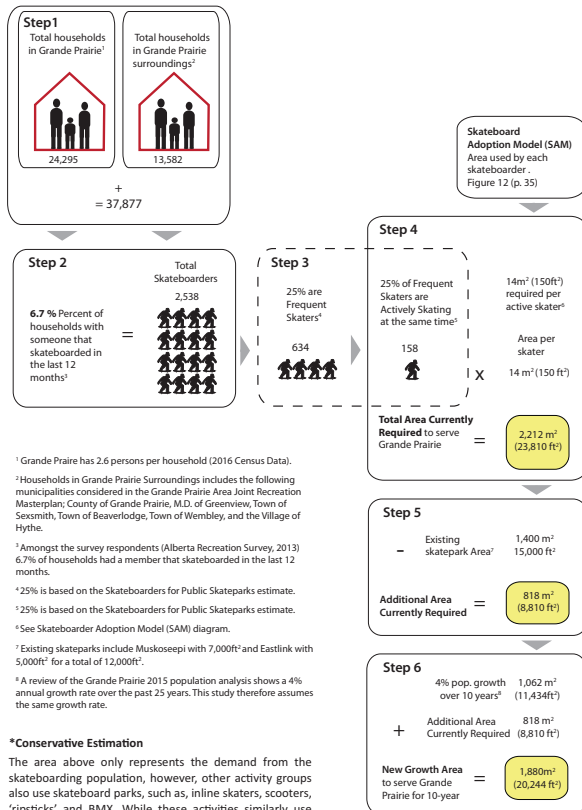 Step1
Total households
in Grande Prairie1
24,295
Total households
in Grande Prairie
surroundings2
13,582
+
= 37,877
Skateboard
Adoption Model (SAM)
Area used by each
skateboarder .
Figure 12 (p. 35)
Step 2
6.7 % Percent of
households with
someone that
skateboarded in
the last 12
months3
=
Total
Skateboarders
2,538
Step 3
25% are
Frequent
Skaters4
634
Step 4
25% of Frequent
Skaters are
Actively Skating
at the same time5
158
x
14m2 (150ft2)
required per
active skater6
Area per
skater
14 m2 (150 ft2)
Total Area Currently
Required to serve
Grande Prairie
=
2,212 m2
(23,810 ft2)
Step 5
-
Existing
skatepark Area7
1,400 m2
15,000 ft2
Additional Area
Currently Required
=
818 m2
(8,810 ft2)
Step 6
4% pop. growth
over 10 years8
1,062 m2
(11,434ft2)
+
Additional Area
Currently Required
818 m2
(8,810 ft2)
New Growth Area
to serve Grande
Prairie for 10-year
=
1,880m2
(20,244 ft2)
1 Grande Praire has 2.6 persons per household (2016 Census Data).
2 Households in Grande Prairie Surroundings includes the following
municipalities considered in the Grande Prairie Area Joint Recreation
Masterplan; County of Grande Prairie, M.D. of Greenview, Town of
Sexsmith, Town of Beaverlodge, Town of Wembley, and the Village of
Hythe.
3 Amongst the survey respondents (Alberta Recreation Survey, 2013)
6.7% of households had a member that skateboarded in the last 12
months.
4 25% is based on the Skateboarders for Public Skateparks estimate.
5 25% is based on the Skateboarders for Public Skateparks estimate.
6 See Skateboarder Adoption Model (SAM) diagram.
7 Existing skateparks include Muskoseepi with 7,000ft2 and Eastlink with
5,000ft2 for a total of 12,000ft2.
8 A review of the Grande Prairie 2015 population analysis shows a 4%
annual growth rate over the past 25 years. This study therefore assumes
the same growth rate.
*Conservative Estimation
The area above only represents the demand from the
skateboarding population, however, other activity groups
also use skateboard parks, such as, inline skaters, scooters,
'ripsticks' and BMX. While these activities similarly use